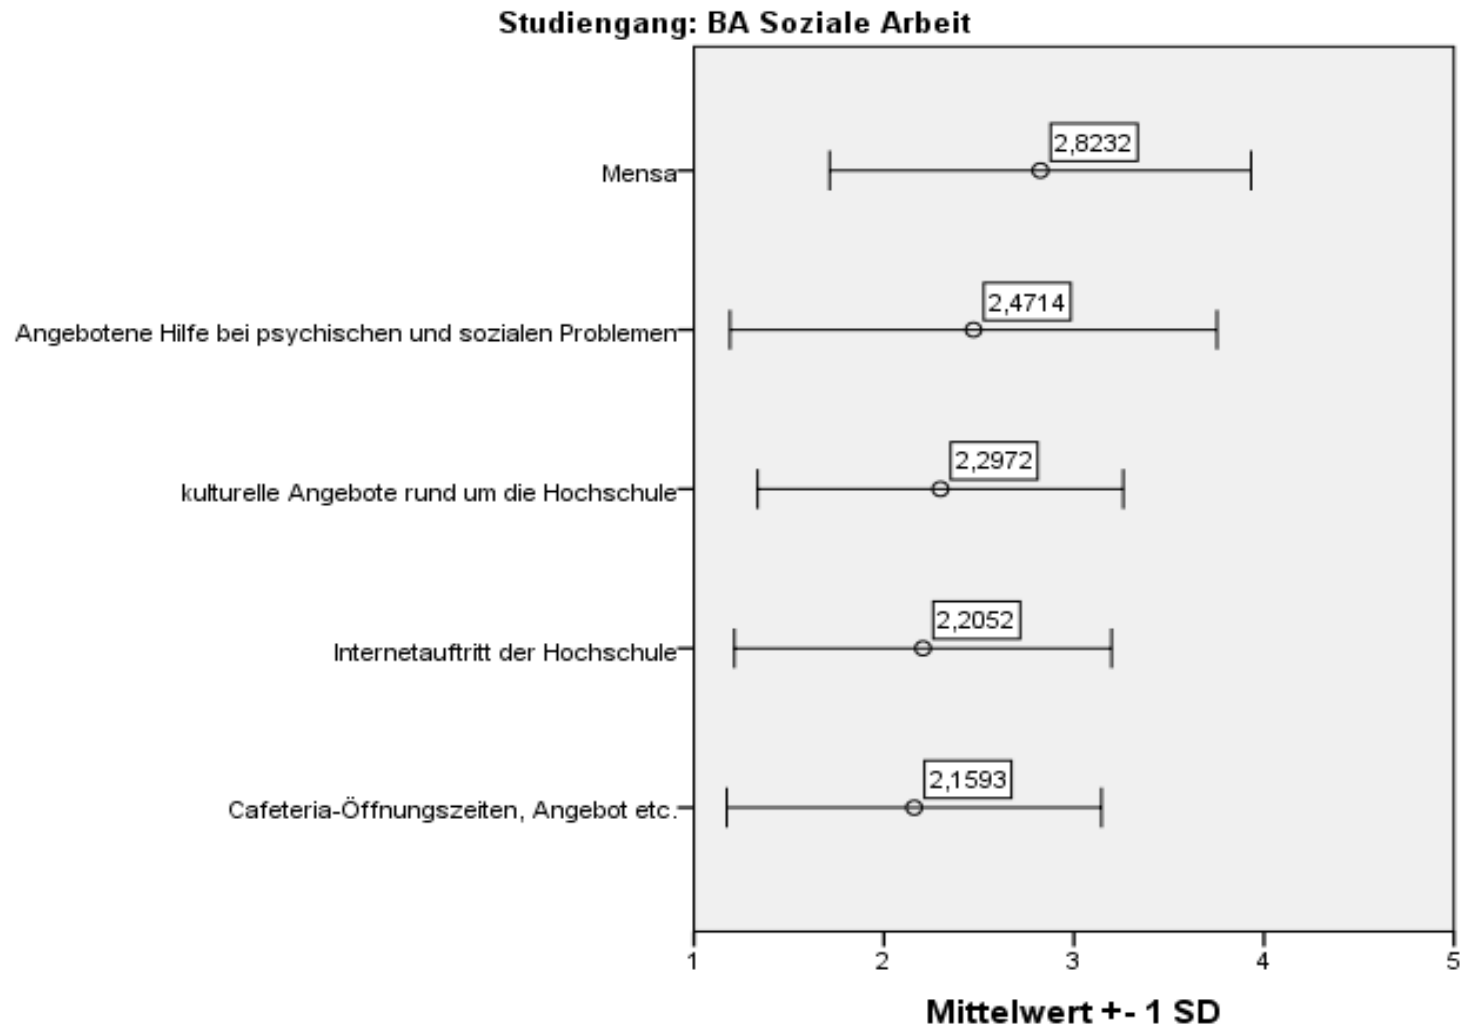 Studiengang: BA Soziale Arbeit
2,8232
Mensa
2,4714
Angebotene Hilfe bei psychischen und sozialen Problemen
2,2972
kulturelle Angebote rund um die Hochschule
2,2052
Internetauftritt der Hochschule
2,1593
Cafeteria-Öffnungszeiten, Angebot etc.
1 2 3 4 5
Mittelwert +- 1 SD